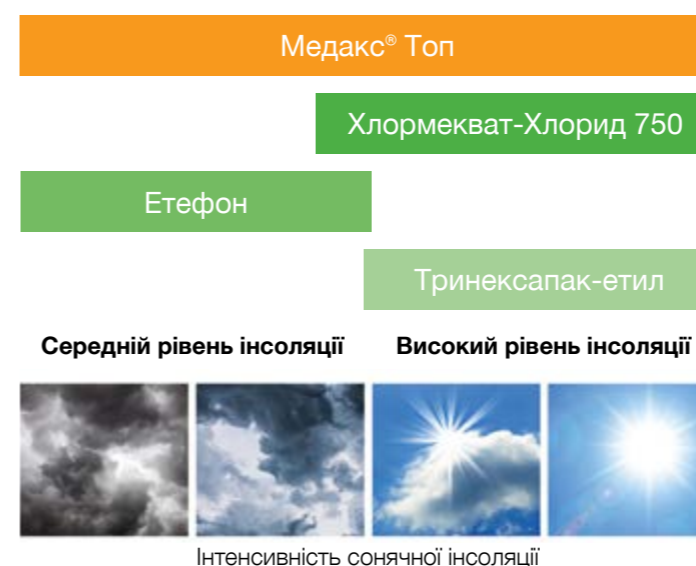 Медакс® Топ
Хлормекват-Хлорид 750
Етефон
Тринексапак-етил
Середній рівень інсоляції
Високий рівень інсоляції
Інтенсивність сонячної інсоляції